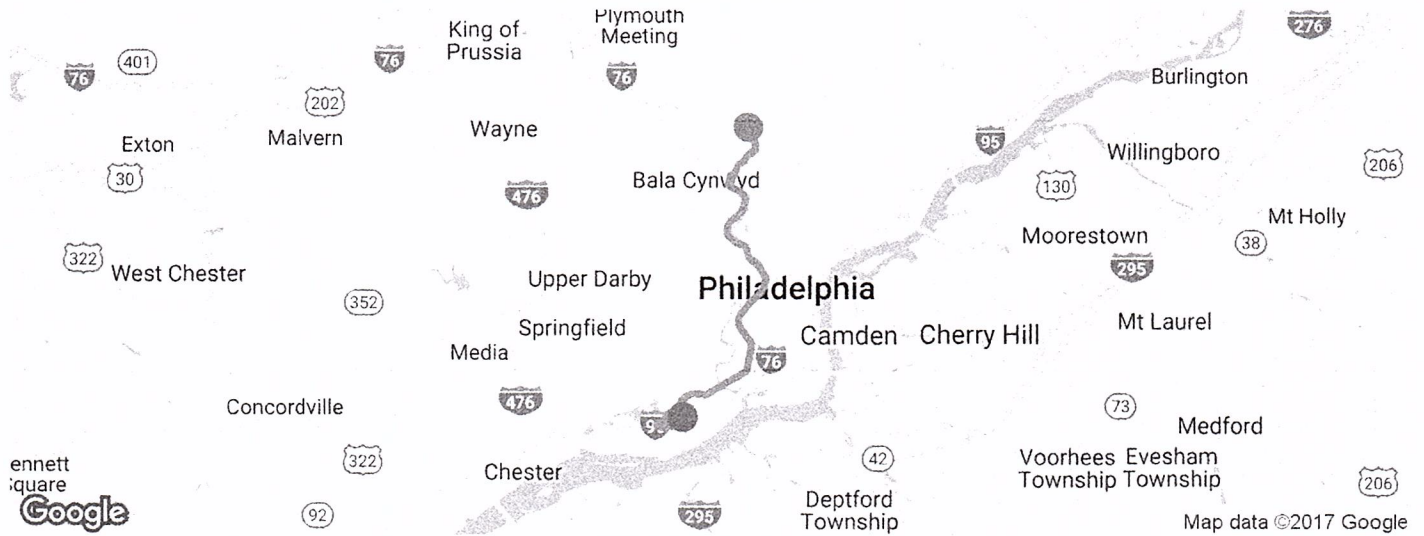 Plymouth
Meeting
276
King of
Prussia
76
401
76
76
202
Burlington
Wayne
95
Exton
Malvern
Willingboro
206
30
Bala Cynwyd
130
476
Mt Holly
Moorestown
38
322
West Chester
295
Upper Darby
Philadelphia
352
Springfield
Camden
Cherry Hill
Mt Laurel
Media
76
476
Concordville
73
Medford
322
Chester
42
Voorhees
Township
Evesham
Township
206
ennett
Google
92
295
Deptford
Township
Map data ©2017 Google